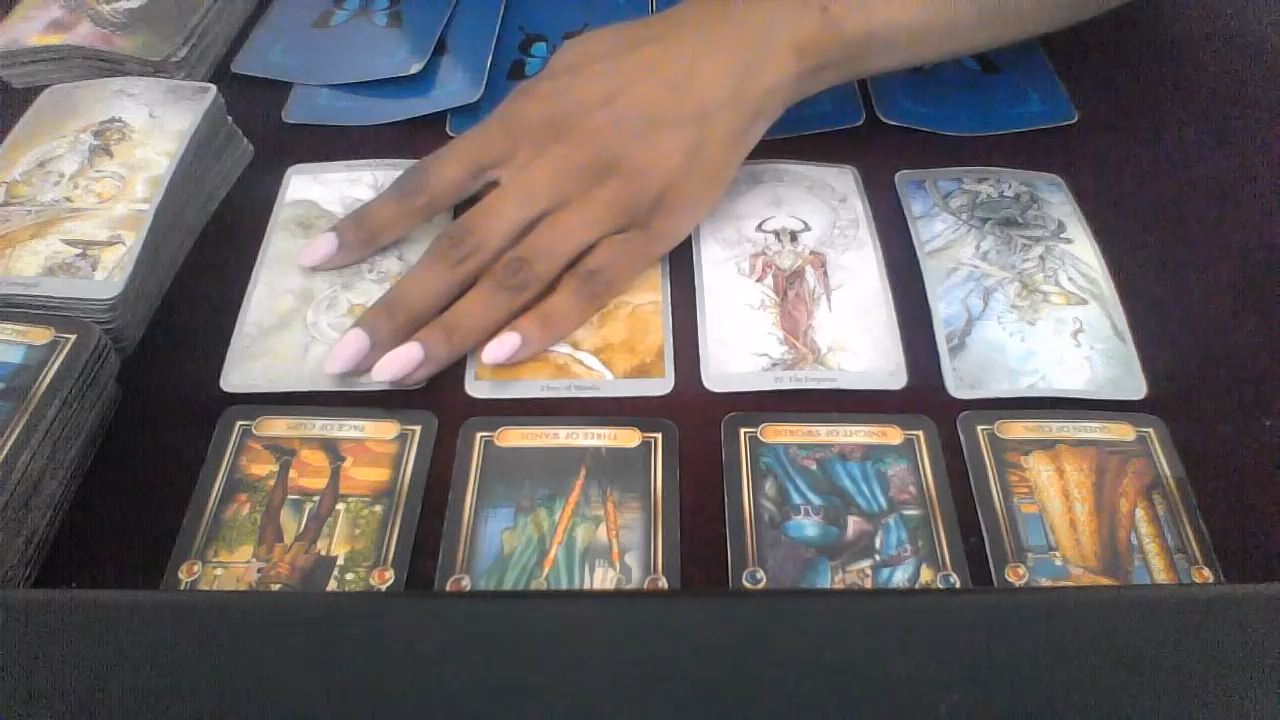 Three of Wands
IV The Emperor
PAGE OF CUPS
THREE OF WANDS
KNIGHT OF SWORDS
QUEEN OF CUPS